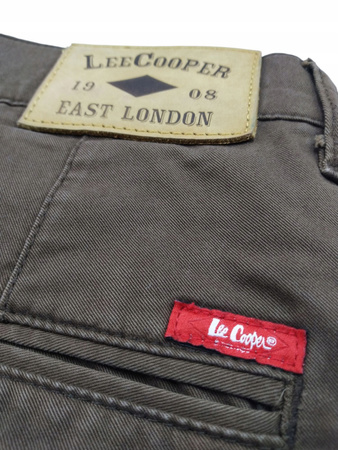 LEECOOPER
19 08
EAST LONDON
Lee Cooper®